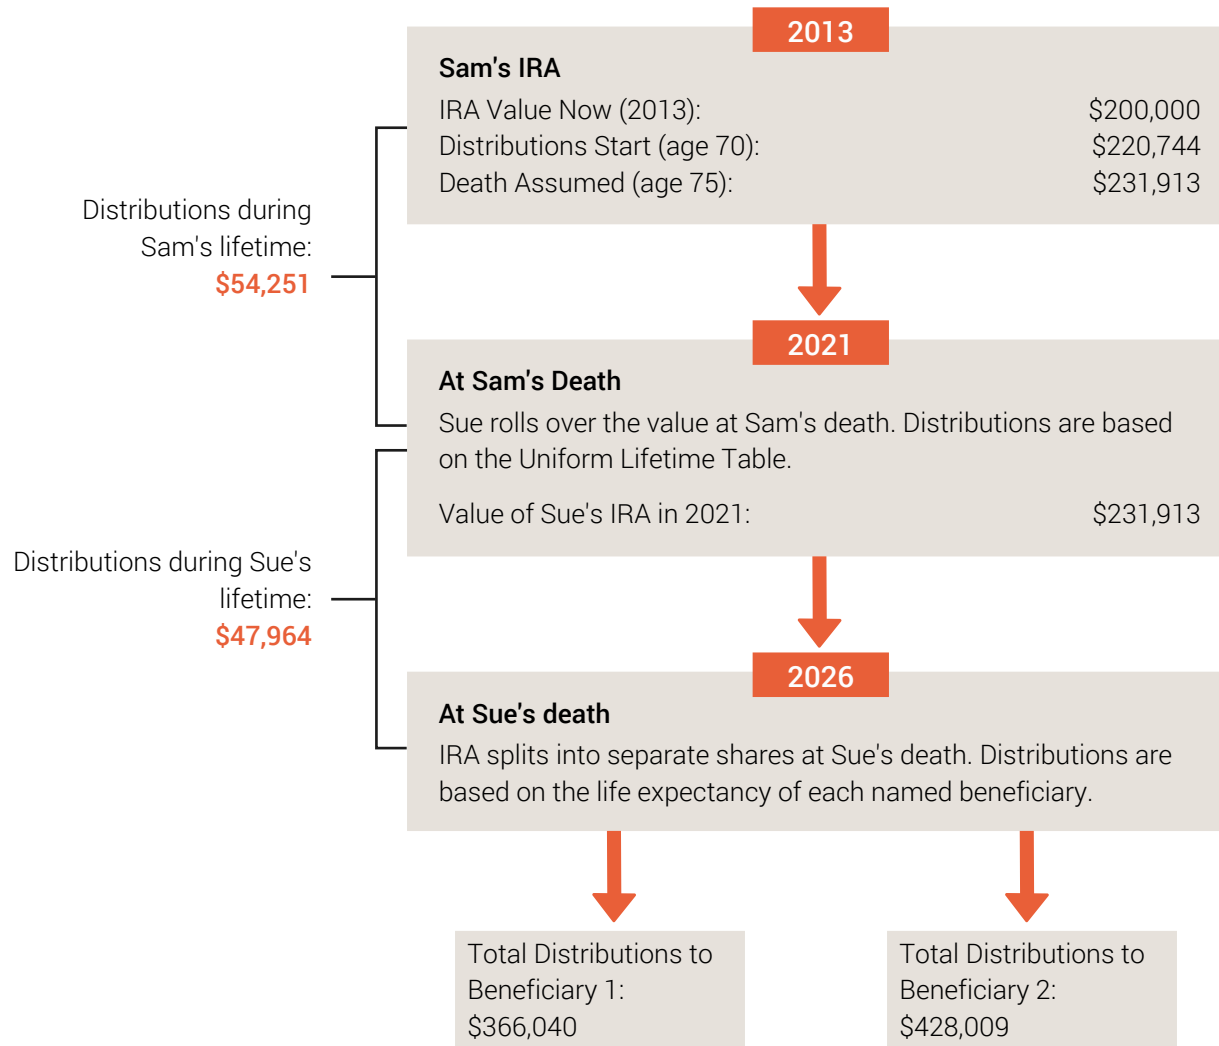 2013
Sam's IRA
IRA Value Now (2013): $200,000
Distributions Start (age 70): $220,744
Death Assumed (age 75): $231,913
Distributions during
Sam's lifetime:
$54,251
2021
At Sam's Death
Sue rolls over the value at Sam's death. Distributions are based
on the Uniform Lifetime Table.
Value of Sue's IRA in 2021: $231,913
Distributions during Sue's
lifetime:
$47,964
2026
At Sue's death
IRA splits into separate shares at Sue's death. Distributions are
based on the life expectancy of each named beneficiary.
Total Distributions to
Beneficiary 1:
$366,040
Total Distributions to
Beneficiary 2:
$428,009